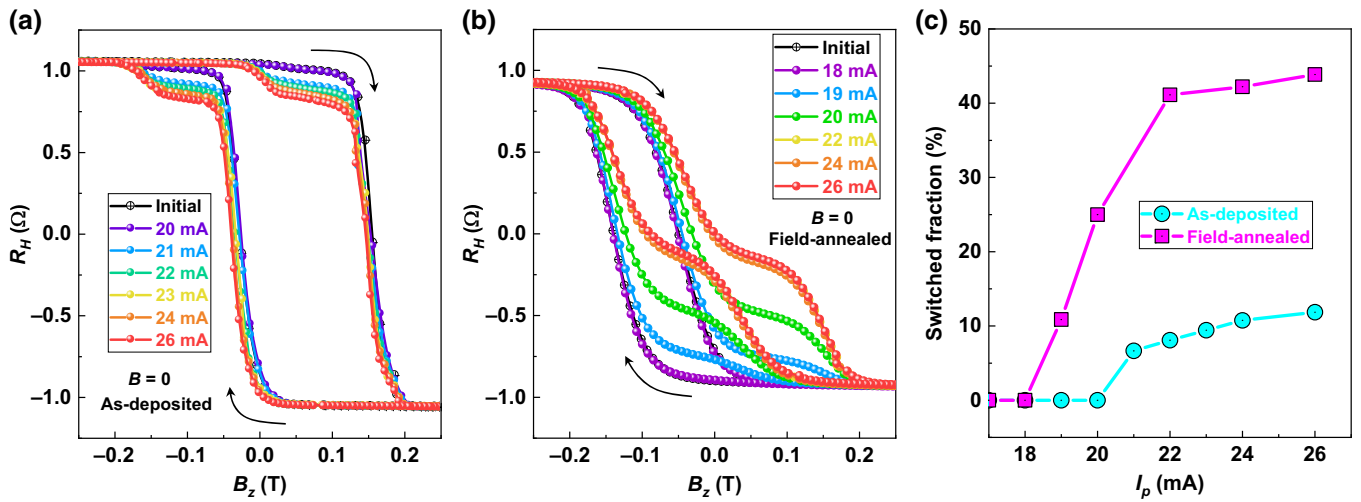 (a)
1.0
0.5
0.0
−0.5
−1.0
R_H (Ω)
Initial
20 mA
21 mA
22 mA
23 mA
24 mA
26 mA
B = 0
As-deposited
−0.2
−0.1
0.0
0.1
0.2
B_z (T)
(b)
1.0
0.5
0.0
−0.5
−1.0
R_H (Ω)
Initial
18 mA
19 mA
20 mA
22 mA
24 mA
26 mA
B = 0
Field-annealed
−0.2
−0.1
0.0
0.1
0.2
B_z (T)
(c)
50
40
30
20
10
0
Switched fraction (%)
As-deposited
Field-annealed
18
20
22
24
26
I_p (mA)